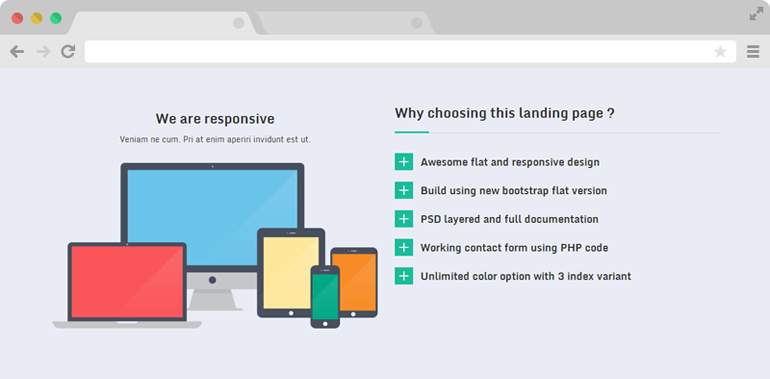 We are responsive
Veniam ne cum. Pri at enim aperiri invidunt est ut.
Why choosing this landing page ?
Awesome flat and responsive design
Build using new bootstrap flat version
PSD layered and full documentation
Working contact form using PHP code
Unlimited color option with 3 index variant